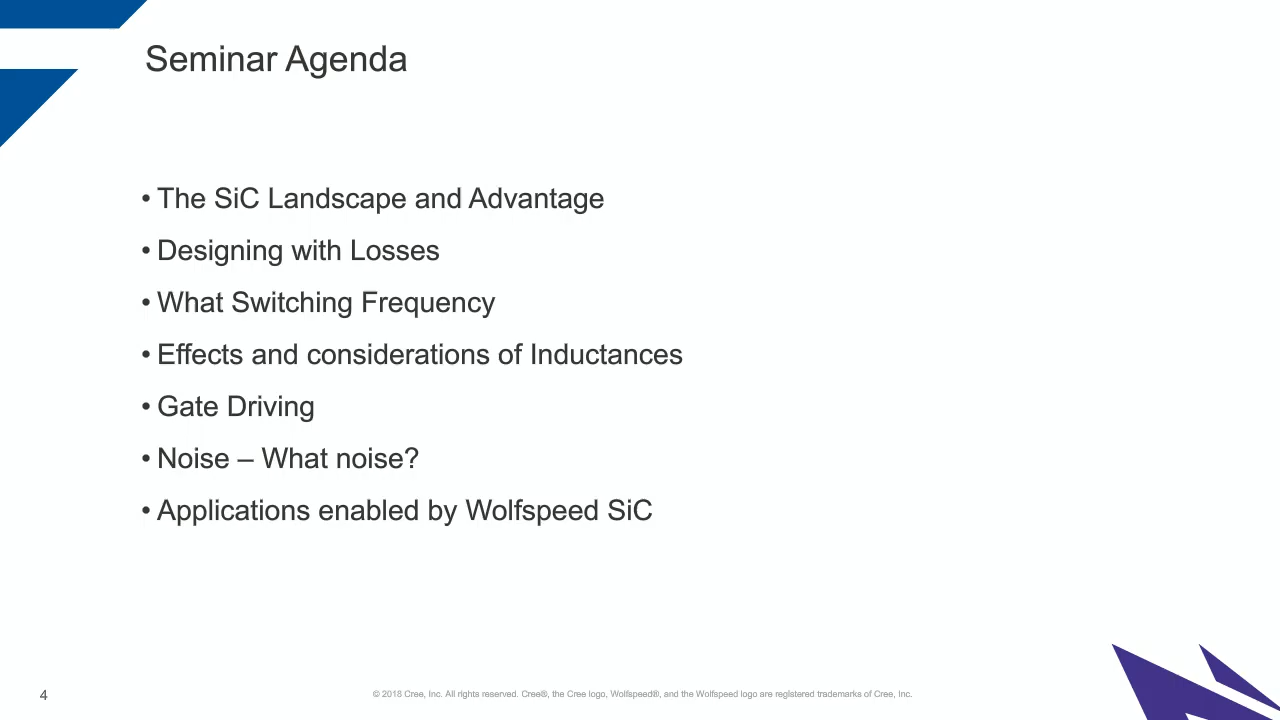 Seminar Agenda
• The SiC Landscape and Advantage
• Designing with Losses
• What Switching Frequency
• Effects and considerations of Inductances
• Gate Driving
• Noise – What noise?
• Applications enabled by Wolfspeed SiC
4
© 2018 Cree, Inc. All rights reserved. Cree®, the Cree logo, Wolfspeed®, and the Wolfspeed logo are registered trademarks of Cree, Inc.